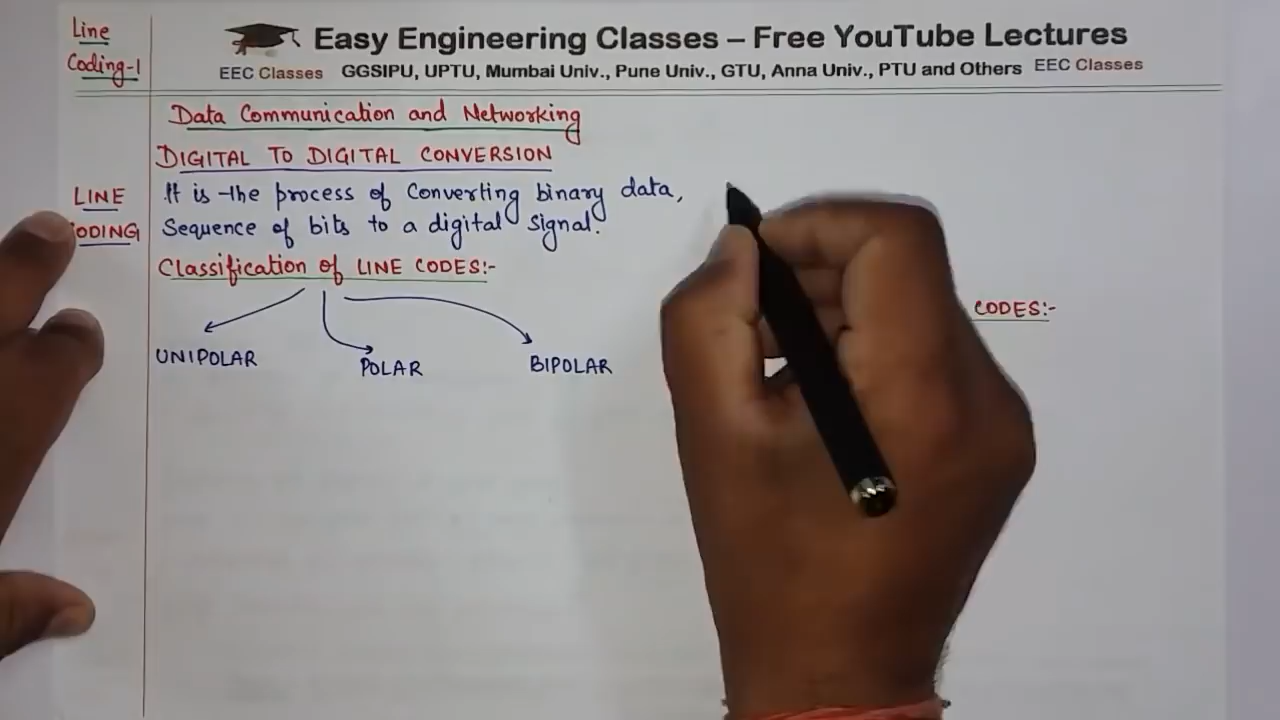 Line
Coding-1
Easy Engineering Classes – Free YouTube Lectures
EEC Classes GGSIPU, UPTU, Mumbai Univ., Pune Univ., GTU, Anna Univ., PTU and Others EEC Classes
Data Communication and Networking
DIGITAL TO DIGITAL CONVERSION
LINE
It is the process of Converting binary data,
ODING
Sequence of bits to a digital signal.
Classification of LINE CODES:-
CODES:-
UNIPOLAR
POLAR
BIPOLAR